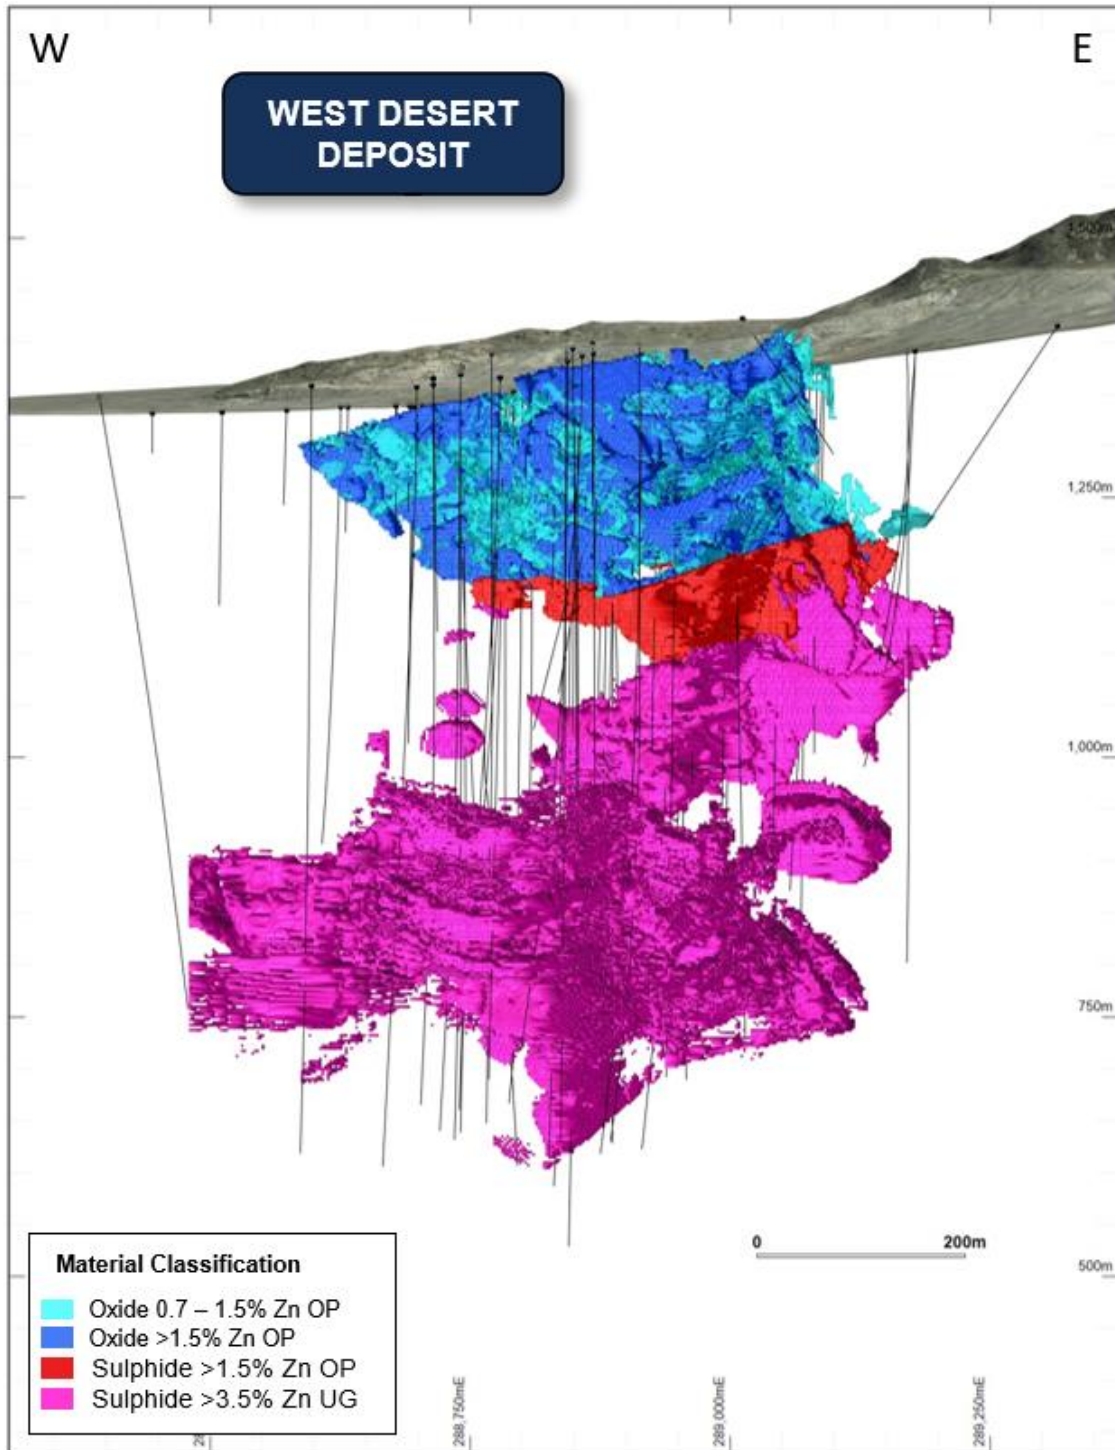 W
E
WEST DESERT
DEPOSIT
1,500m
1,250m
1,000m
750m
500m
0
200m
Material Classification
Oxide 0.7 – 1.5% Zn OP
Oxide >1.5% Zn OP
Sulphide >1.5% Zn OP
Sulphide >3.5% Zn UG
288,750mE
289,000mE
289,250mE